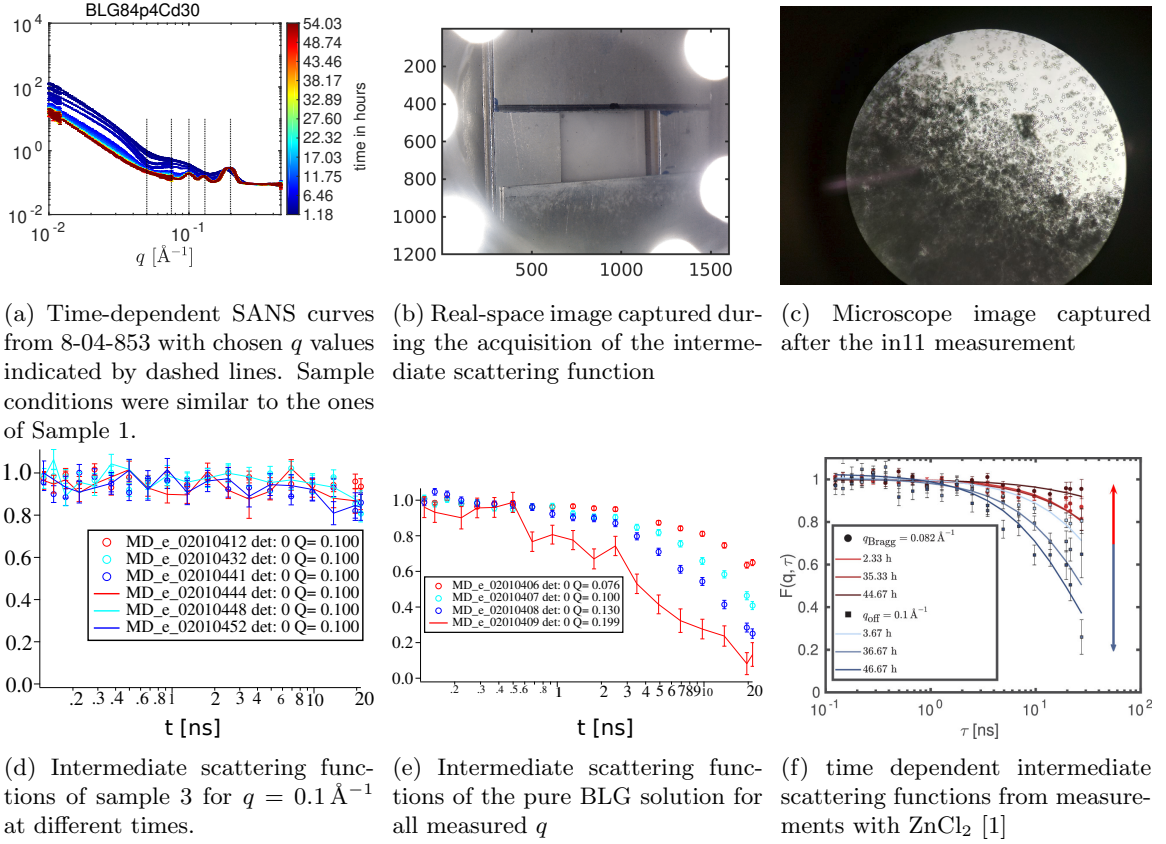 BLG84p4Cd30
10^4
10^2
10^0
10^-2
10^-2
10^-1
q [Å^-1]
54.03
48.74
43.46
38.17
32.89
27.60
22.32
17.03
11.75
6.46
1.18
time in hours
200
400
600
800
1000
1200
500
1000
1500
(a) Time-dependent SANS curves
from 8-04-853 with chosen q values
indicated by dashed lines. Sample
conditions were similar to the ones
of Sample 1.
(b) Real-space image captured dur-
ing the acquisition of the interme-
diate scattering function
(c) Microscope image captured
after the in11 measurement
1.0
0.8
0.6
0.4
0.2
0.0
MD_e_02010412 det: 0 Q= 0.100
MD_e_02010432 det: 0 Q= 0.100
MD_e_02010441 det: 0 Q= 0.100
MD_e_02010444 det: 0 Q= 0.100
MD_e_02010448 det: 0 Q= 0.100
MD_e_02010452 det: 0 Q= 0.100
.2 .3 .4 .6 .8 1 2 4 6 8 10 20
t [ns]
1.0
0.8
0.6
0.4
0.2
0.0
MD_e_02010406 det: 0 Q= 0.076
MD_e_02010407 det: 0 Q= 0.100
MD_e_02010408 det: 0 Q= 0.130
MD_e_02010409 det: 0 Q= 0.199
.2 .3 .4 .5 .6 .8 1 2 3 4 5 6 7 8 9 10 20
t [ns]
F(q, τ)
1
0.8
0.6
0.4
0.2
0
q_Bragg = 0.082 Å^-1
2.33 h
35.33 h
44.67 h
q_off = 0.1 Å^-1
3.67 h
36.67 h
46.67 h
10^-1
10^0
10^1
10^2
τ [ns]
(d) Intermediate scattering func-
tions of sample 3 for q = 0.1 Å^-1
at different times.
(e) Intermediate scattering func-
tions of the pure BLG solution for
all measured q
(f) time dependent intermediate
scattering functions from measure-
ments with ZnCl₂ [1]